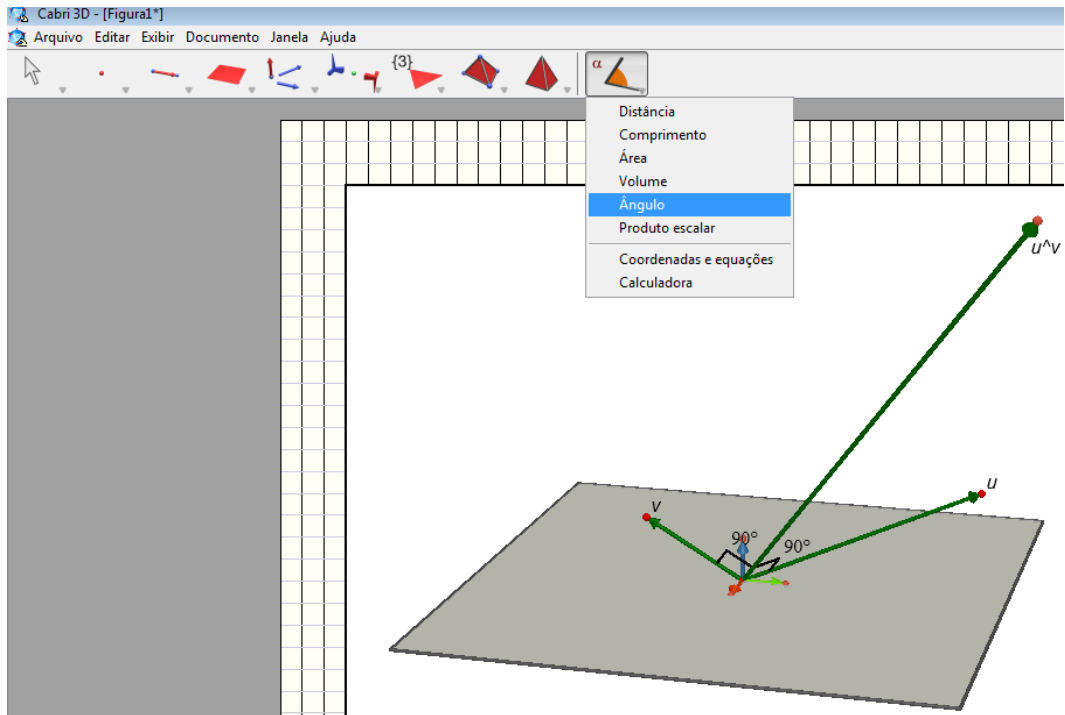 Cabri 3D - [Figura1*]
Arquivo Editar Exibir Documento Janela Ajuda
{3}
α
Distância
Comprimento
Área
Volume
Ângulo
Produto escalar
Coordenadas e equações
Calculadora
u^v
u
v
90°
90°